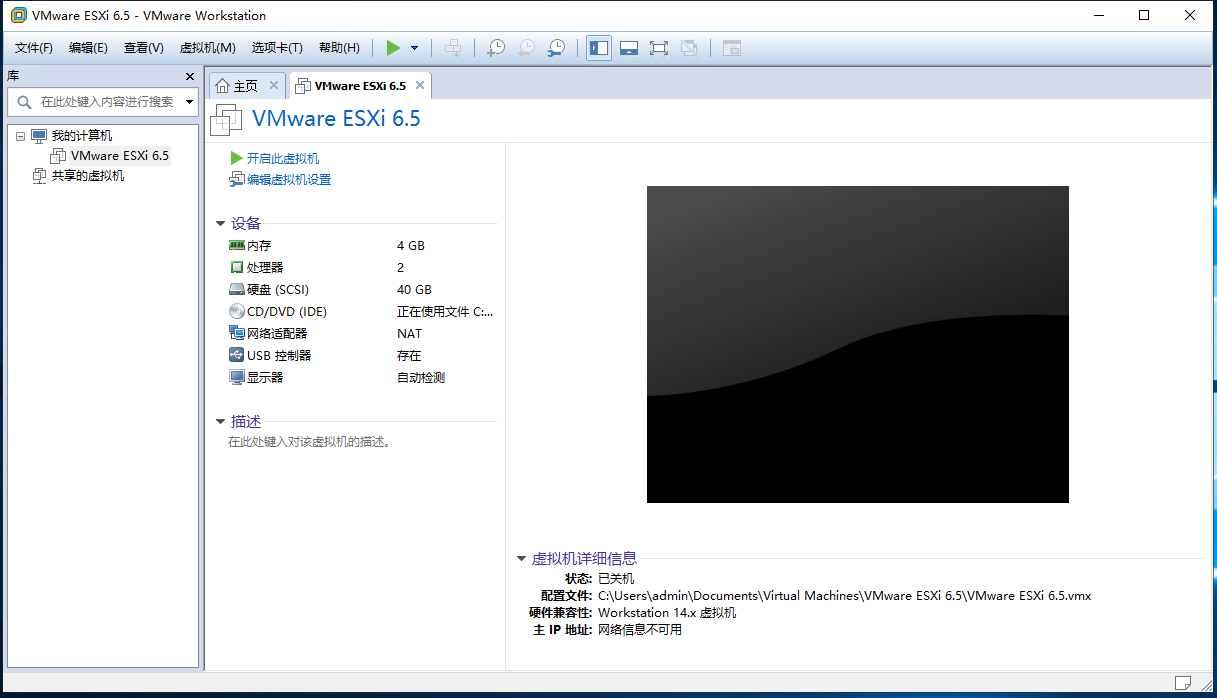 VMware ESXi 6.5 - VMware Workstation
文件(F) 编辑(E) 查看(V) 虚拟机(M) 选项卡(T) 帮助(H)
库
在此处键入内容进行搜索
我的计算机
VMware ESXi 6.5
共享的虚拟机
主页 VMware ESXi 6.5
VMware ESXi 6.5
开启此虚拟机
编辑虚拟机设置
设备
内存 4 GB
处理器 2
硬盘 (SCSI) 40 GB
CD/DVD (IDE) 正在使用文件 C:...
网络适配器 NAT
USB 控制器 存在
显示器 自动检测
描述
在此处键入对该虚拟机的描述。
虚拟机详细信息
状态: 已关机
配置文件: C:\Users\admin\Documents\Virtual Machines\VMware ESXi 6.5\VMware ESXi 6.5.vmx
硬件兼容性: Workstation 14.x 虚拟机
主 IP 地址: 网络信息不可用